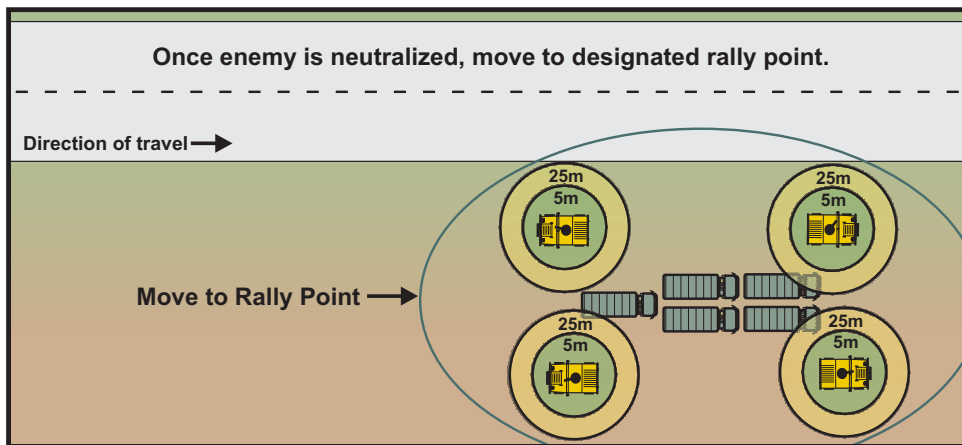 Once enemy is neutralized, move to designated rally point.
Direction of travel
25m
5m
25m
5m
Move to Rally Point
25m
5m
25m
5m